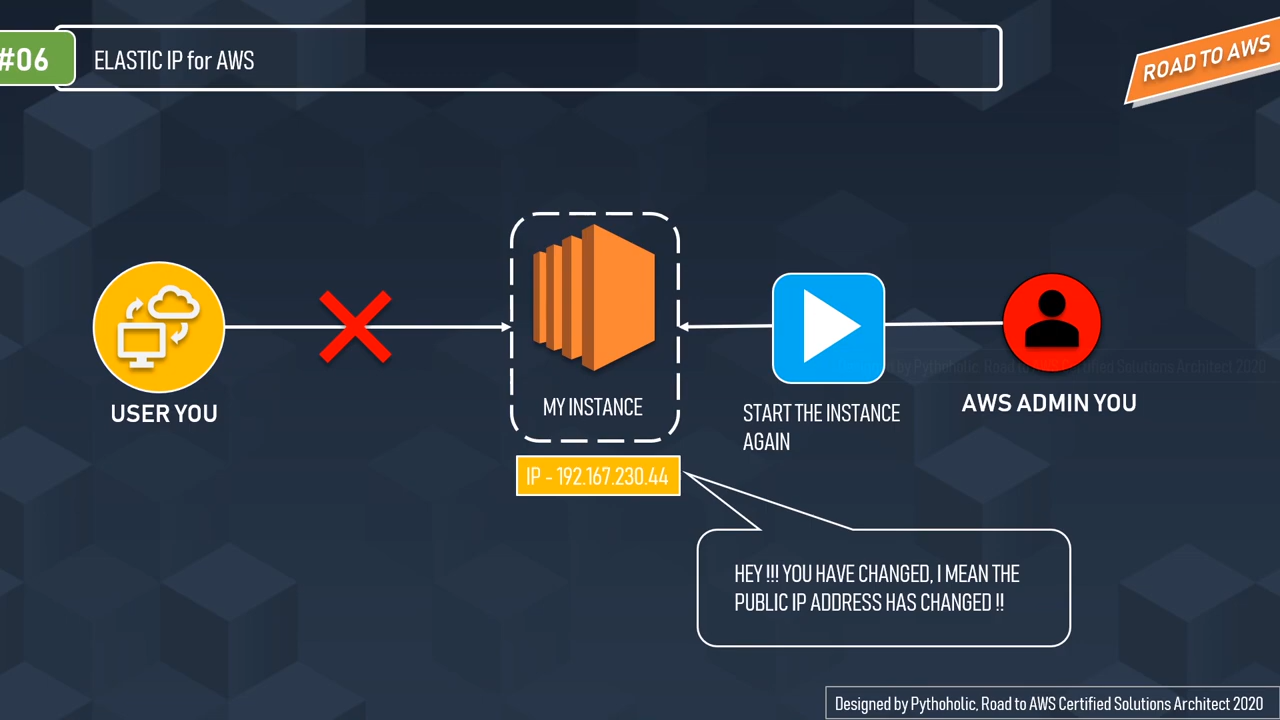 #06
ELASTIC IP for AWS
ROAD TO AWS
USER YOU
MY INSTANCE
START THE INSTANCE
AGAIN
AWS ADMIN YOU
IP - 192.167.230.44
HEY !!! YOU HAVE CHANGED, I MEAN THE
PUBLIC IP ADDRESS HAS CHANGED !!
Designed by Pythoholic, Road to AWS Certified Solutions Architect 2020